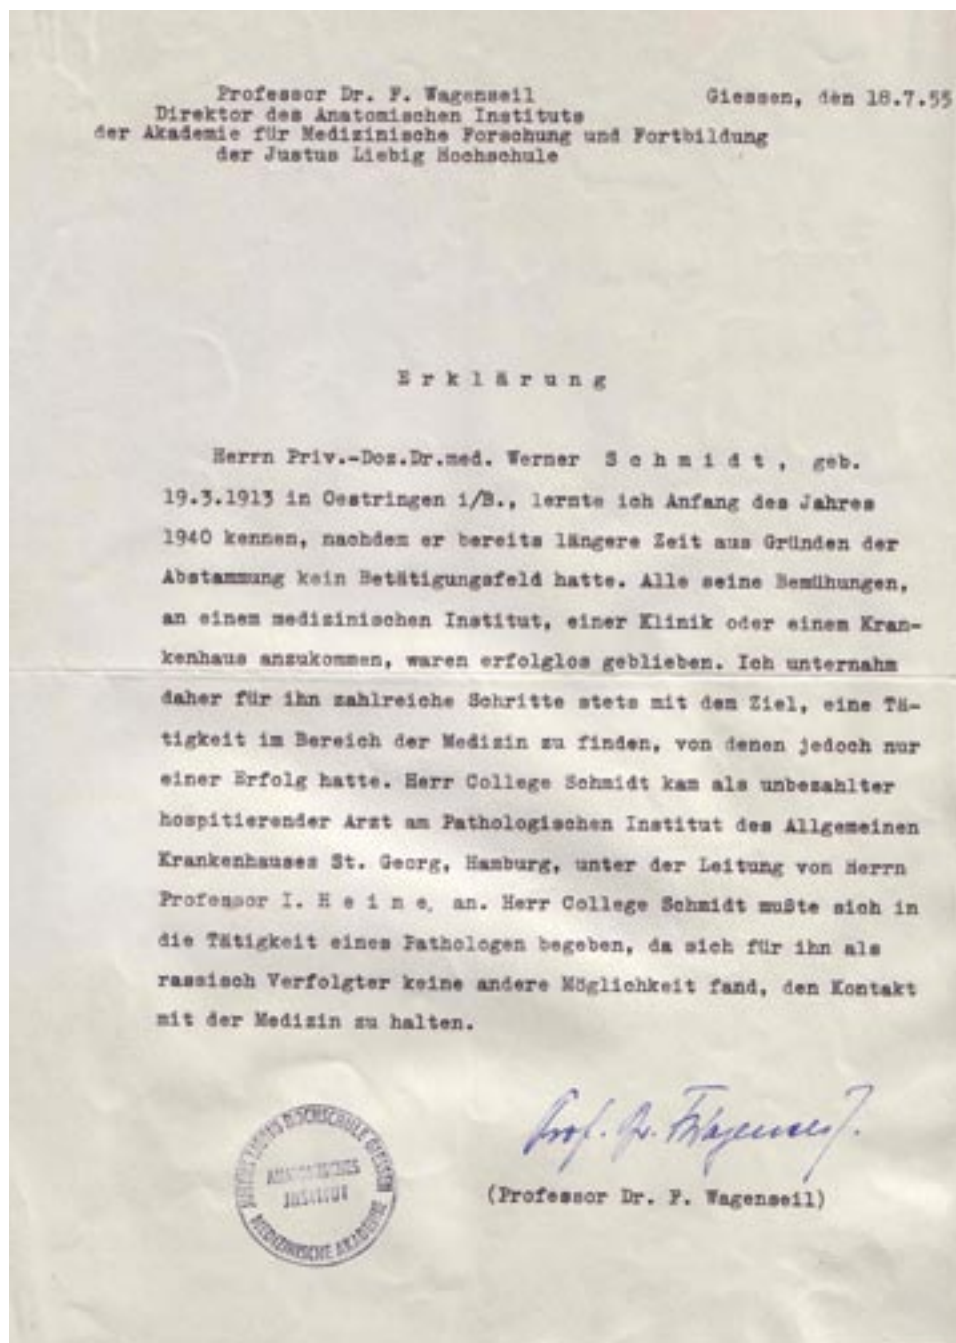 Professor Dr. F. Wagenseil
Giessen, den 18.7.55
Direktor des Anatomischen Instituts
der Akademie für Medizinische Forschung und Fortbildung
der Justus Liebig Hochschule
E r k l ä r u n g
Herrn Priv.-Doz.Dr.med. Werner S c h m i d t , geb.
19.3.1913 in Oestringen i/B., lernte ich Anfang des Jahres
1940 kennen, nachdem er bereits längere Zeit aus Gründen der
Abstammung kein Betätigungsfeld hatte. Alle seine Bemühungen,
an einem medizinischen Institut, einer Klinik oder einem Kran-
kenhaus anzukommen, waren erfolglos geblieben. Ich unternahm
daher für ihn zahlreiche Schritte stets mit dem Ziel, eine Tä-
tigkeit im Bereich der Medizin zu finden, von denen jedoch nur
einer Erfolg hatte. Herr College Schmidt kam als unbezahlter
hospitierender Arzt am Pathologischen Institut des Allgemeinen
Krankenhauses St. Georg, Hamburg, unter der Leitung von Herrn
Professor I. H e i n e, an. Herr College Schmidt mußte sich in
die Tätigkeit eines Pathologen begeben, da sich für ihn als
rassisch Verfolgter keine andere Möglichkeit fand, den Kontakt
mit der Medizin zu halten.
Prof. Dr. F. Wagenseil.
(Professor Dr. F. Wagenseil)
JUSTUS LIEBIG HOCHSCHULE GIESSEN
ANATOMISCHES
INSTITUT
MEDIZINISCHE AKADEMIE